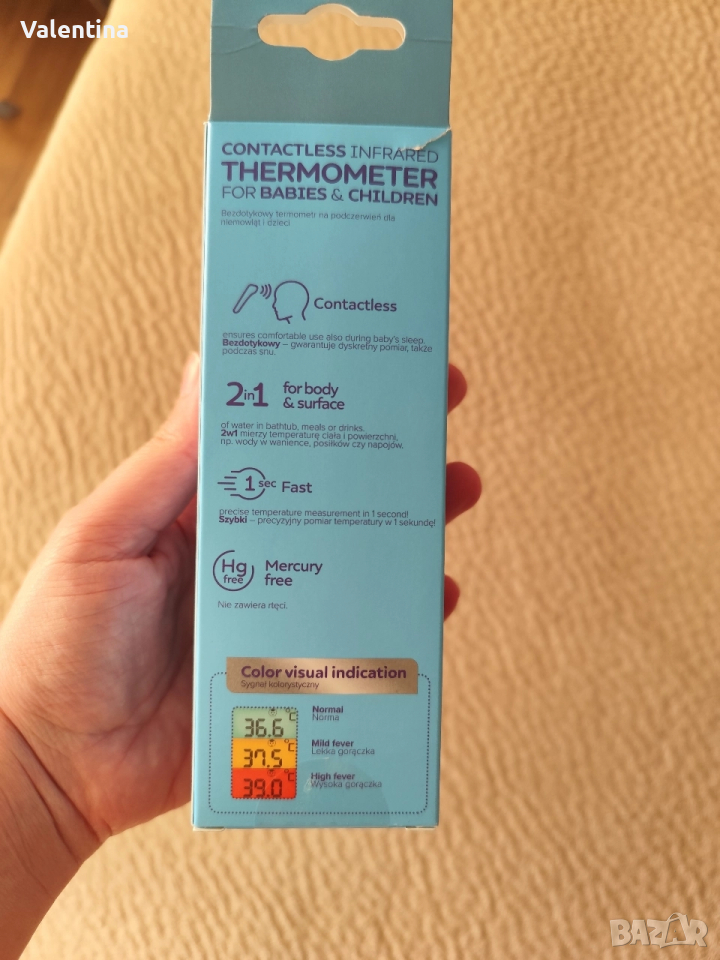 Valentina
CONTACTLESS INFRARED
THERMOMETER
FOR BABIES & CHILDREN
Bezdotykowy termometr na podczerwień dla
niemowląt i dzieci
Contactless
ensures comfortable use also during baby's sleep.
Bezdotykowy – gwarantuje dyskretny pomiar, także
podczas snu.
2in1 for body
& surface
of water in bathtub, meals or drinks.
2w1 mierzy temperaturę ciała i powierzchni,
np. wody w wanience, posiłków czy napojów.
1 sec Fast
precise temperature measurement in 1 second!
Szybki – precyzyjny pomiar temperatury w 1 sekundę!
Hg
free
Mercury
free
Nie zawiera rtęci.
Color visual indication
Sygnał kolorystyczny
36.6 °C
Normal
Norma
37.5 °C
Mild fever
Lekka gorączka
39.0 °C
High fever
Wysoka gorączka
BAZAR